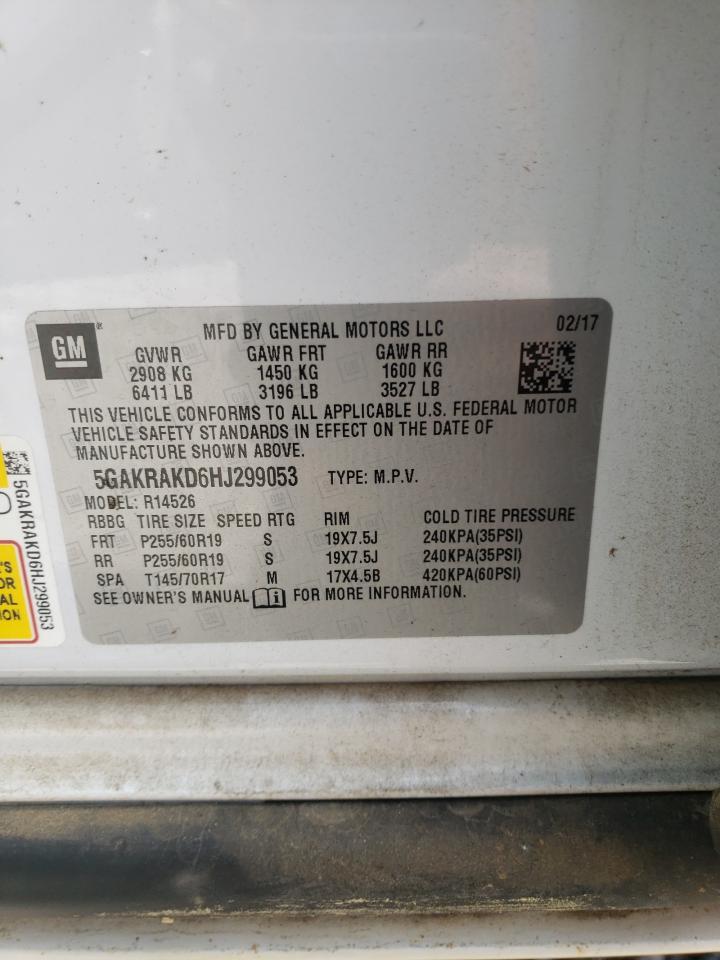 GM®
MFD BY GENERAL MOTORS LLC 02/17
GVWR GAWR FRT GAWR RR
2908 KG 1450 KG 1600 KG
6411 LB 3196 LB 3527 LB
THIS VEHICLE CONFORMS TO ALL APPLICABLE U.S. FEDERAL MOTOR
VEHICLE SAFETY STANDARDS IN EFFECT ON THE DATE OF
MANUFACTURE SHOWN ABOVE.
5GAKRAKD6HJ299053 TYPE: M.P.V.
MODEL: R14526
RBBG TIRE SIZE SPEED RTG RIM COLD TIRE PRESSURE
FRT P255/60R19 S 19X7.5J 240KPA(35PSI)
RR P255/60R19 S 19X7.5J 240KPA(35PSI)
SPA T145/70R17 M 17X4.5B 420KPA(60PSI)
SEE OWNER'S MANUAL FOR MORE INFORMATION.
5GAKRAKD6HJ299053